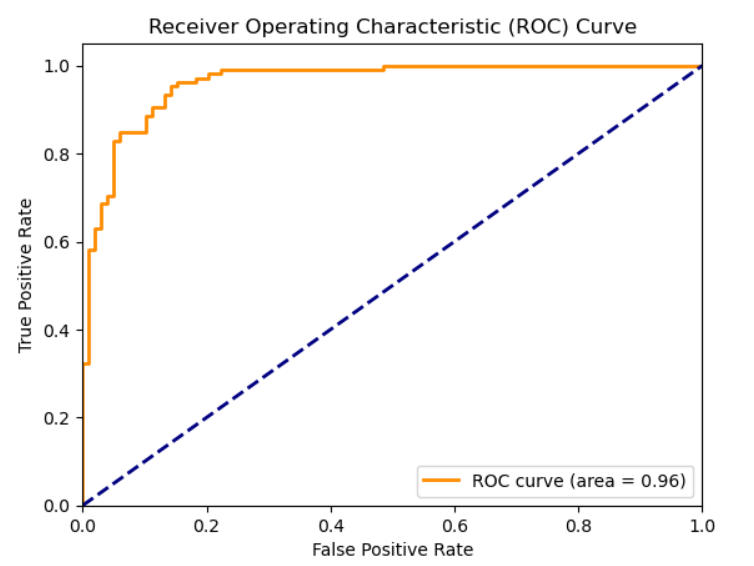 Receiver Operating Characteristic (ROC) Curve
1.0
0.8
0.6
0.4
0.2
0.0
True Positive Rate
ROC curve (area = 0.96)
0.0 0.2 0.4 0.6 0.8 1.0
False Positive Rate